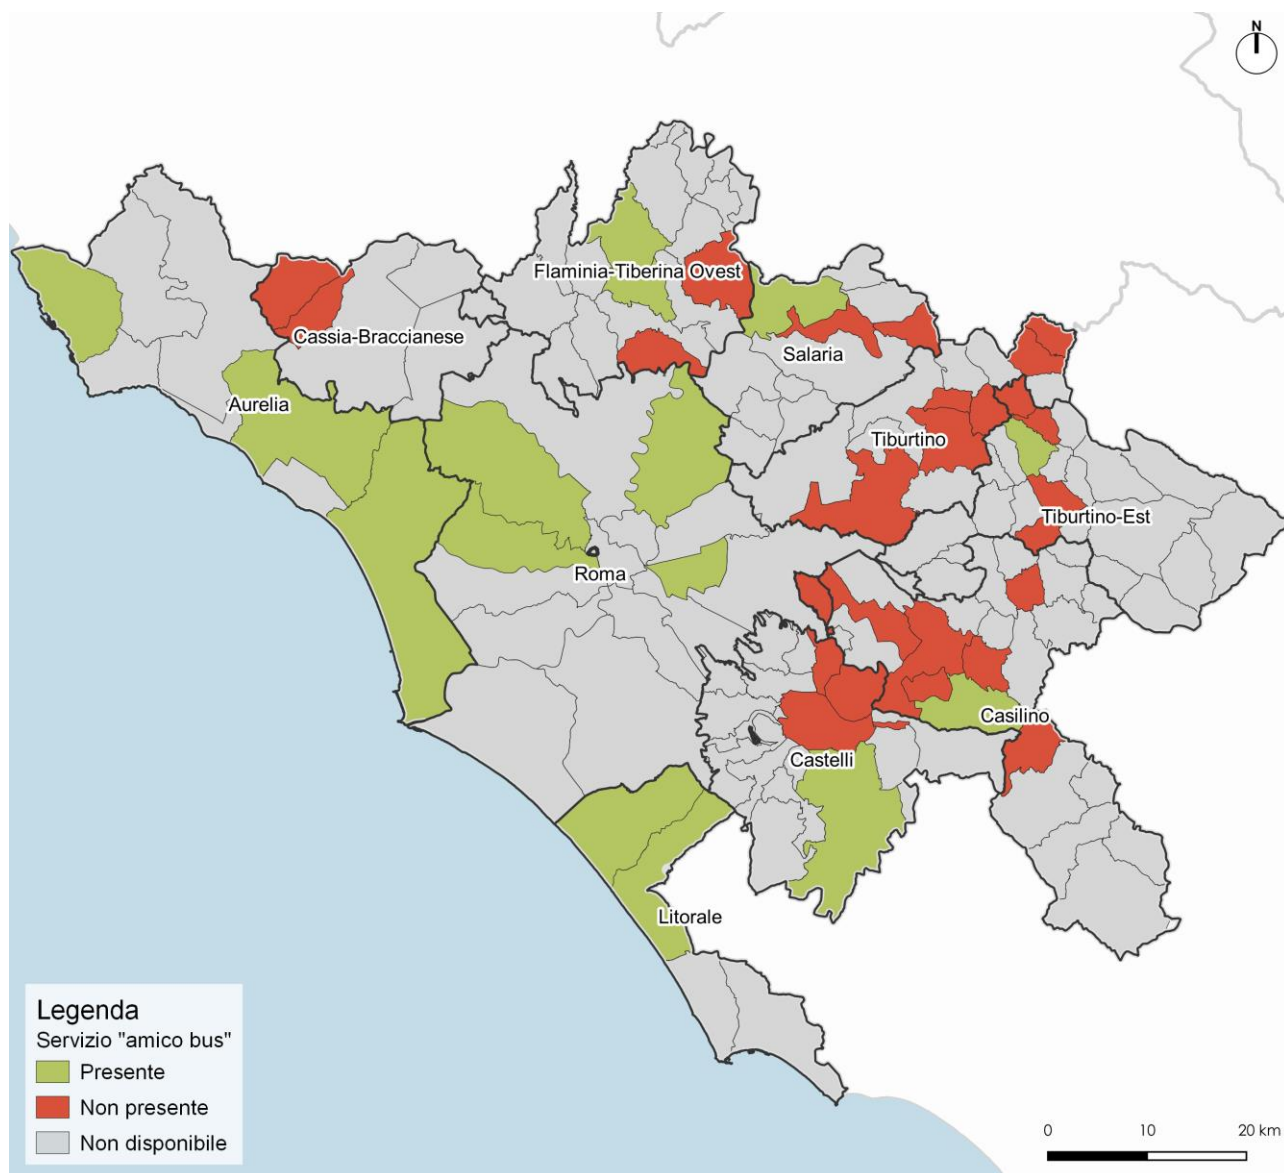 N
Flaminia-Tiberina Ovest
Cassia-Braccianese
Salaria
Aurelia
Tiburtino
Tiburtino-Est
Roma
Casilino
Castelli
Litorale
Legenda
Servizio "amico bus"
Presente
Non presente
Non disponibile
0 10 20 km